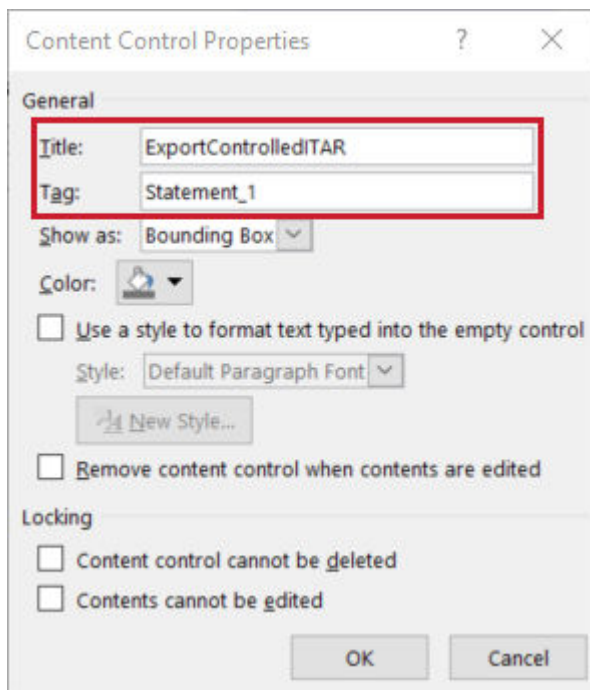 Content Control Properties ?
General
Title: ExportControlledITAR
Tag: Statement_1
Show as: Bounding Box
Color:
Use a style to format text typed into the empty control
Style: Default Paragraph Font
New Style...
Remove content control when contents are edited
Locking
Content control cannot be deleted
Contents cannot be edited
OK Cancel